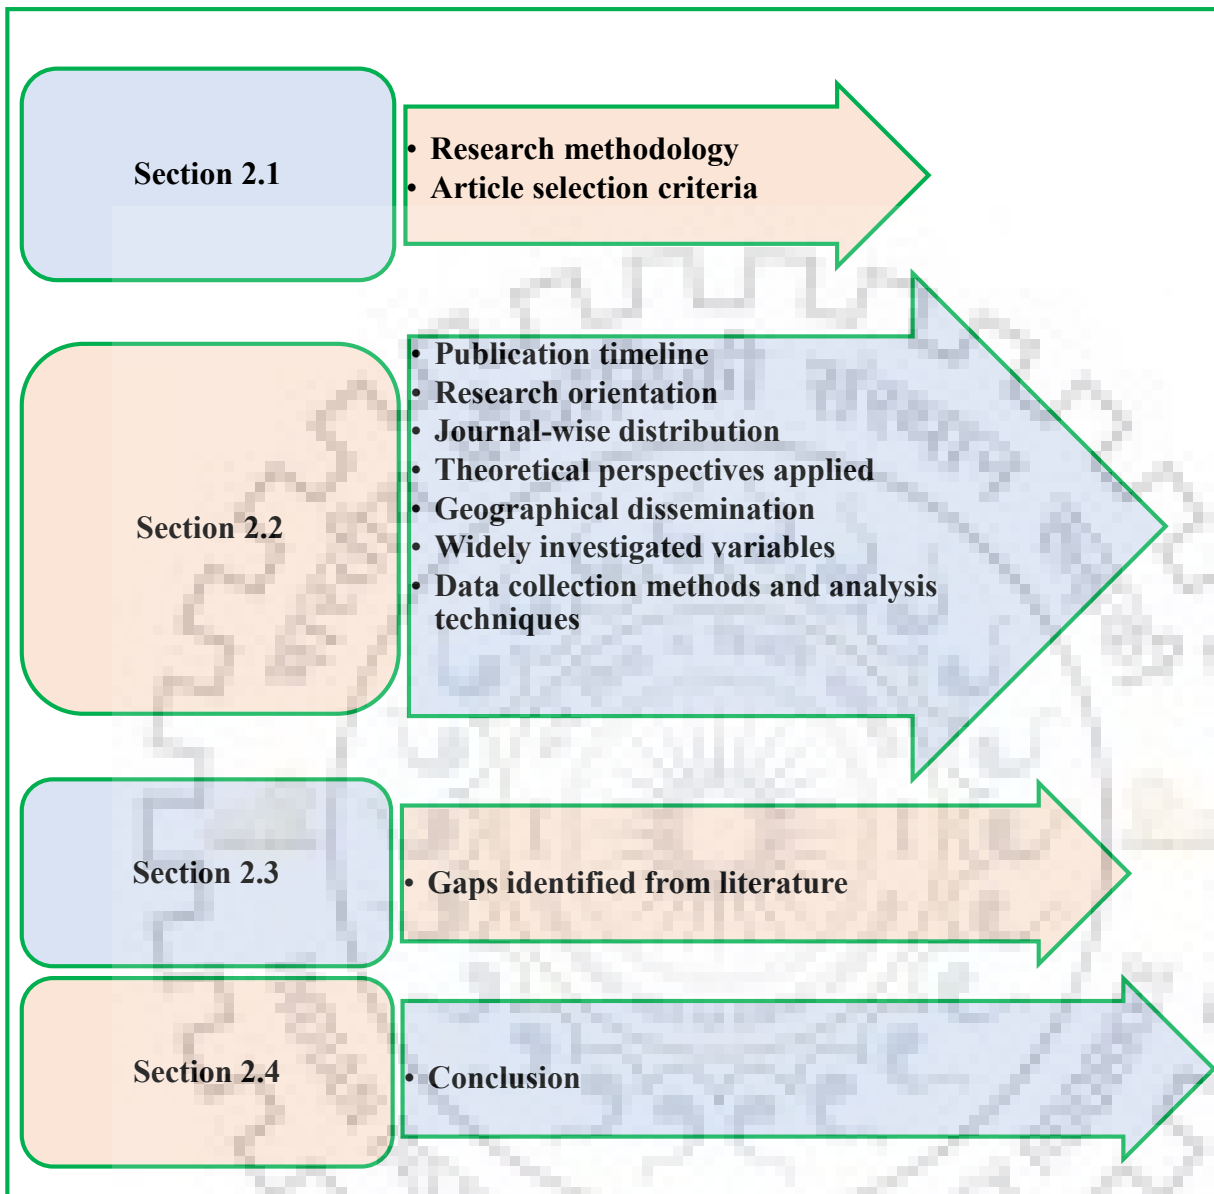 Section 2.1
• Research methodology
• Article selection criteria
Section 2.2
• Publication timeline
• Research orientation
• Journal-wise distribution
• Theoretical perspectives applied
• Geographical dissemination
• Widely investigated variables
• Data collection methods and analysis
techniques
Section 2.3
• Gaps identified from literature
Section 2.4
• Conclusion